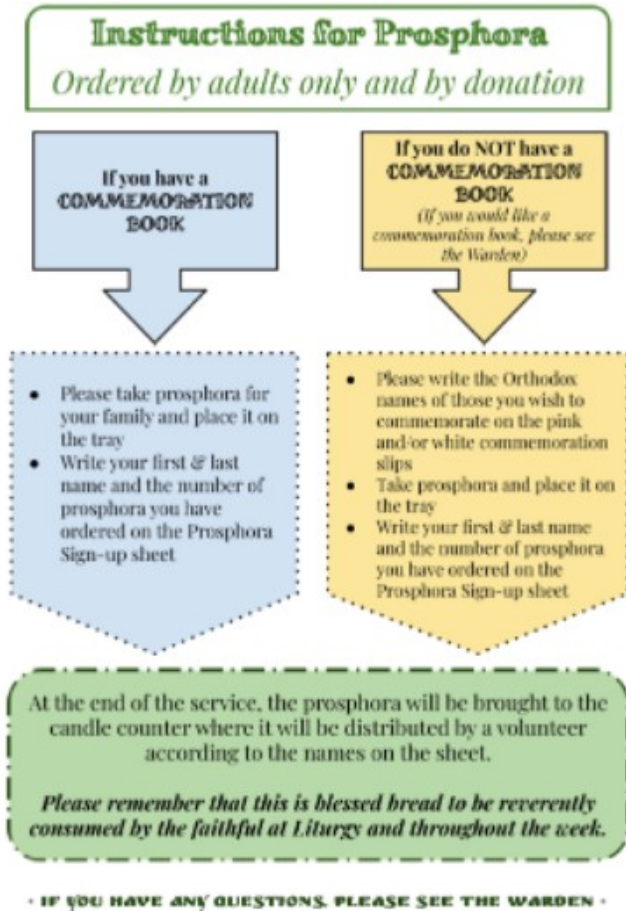 Instructions for Prosphora
Ordered by adults only and by donation
If you have a
COMMEMORATION
BOOK
If you do NOT have a
COMMEMORATION
BOOK
(If you would like a
commemoration book, please see
the Warden)
• Please take prosphora for
your family and place it on
the tray
• Write your first & last
name and the number of
prosphora you have
ordered on the Prosphora
Sign-up sheet
• Please write the Orthodox
names of those you wish to
commemorate on the pink
and/or white commemoration
slips
• Take prosphora and place it on
the tray
• Write your first & last name
and the number of prosphora
you have ordered on the
Prosphora Sign-up sheet
At the end of the service, the prosphora will be brought to the
candle counter where it will be distributed by a volunteer
according to the names on the sheet.
Please remember that this is blessed bread to be reverently
consumed by the faithful at Liturgy and throughout the week.
• IF YOU HAVE ANY QUESTIONS, PLEASE SEE THE WARDEN •